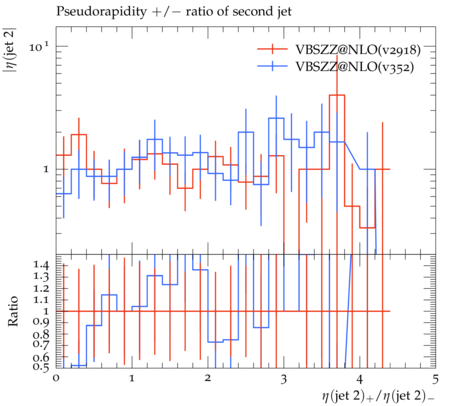 Pseudorapidity +/− ratio of second jet
|η(jet 2)|
10¹
1
VBSZZ@NLO(v2918)
VBSZZ@NLO(v352)
Ratio
1.4
1.3
1.2
1.1
1
0.9
0.8
0.7
0.6
0.5
0 1 2 3 4 5
η(jet 2)₊/η(jet 2)₋